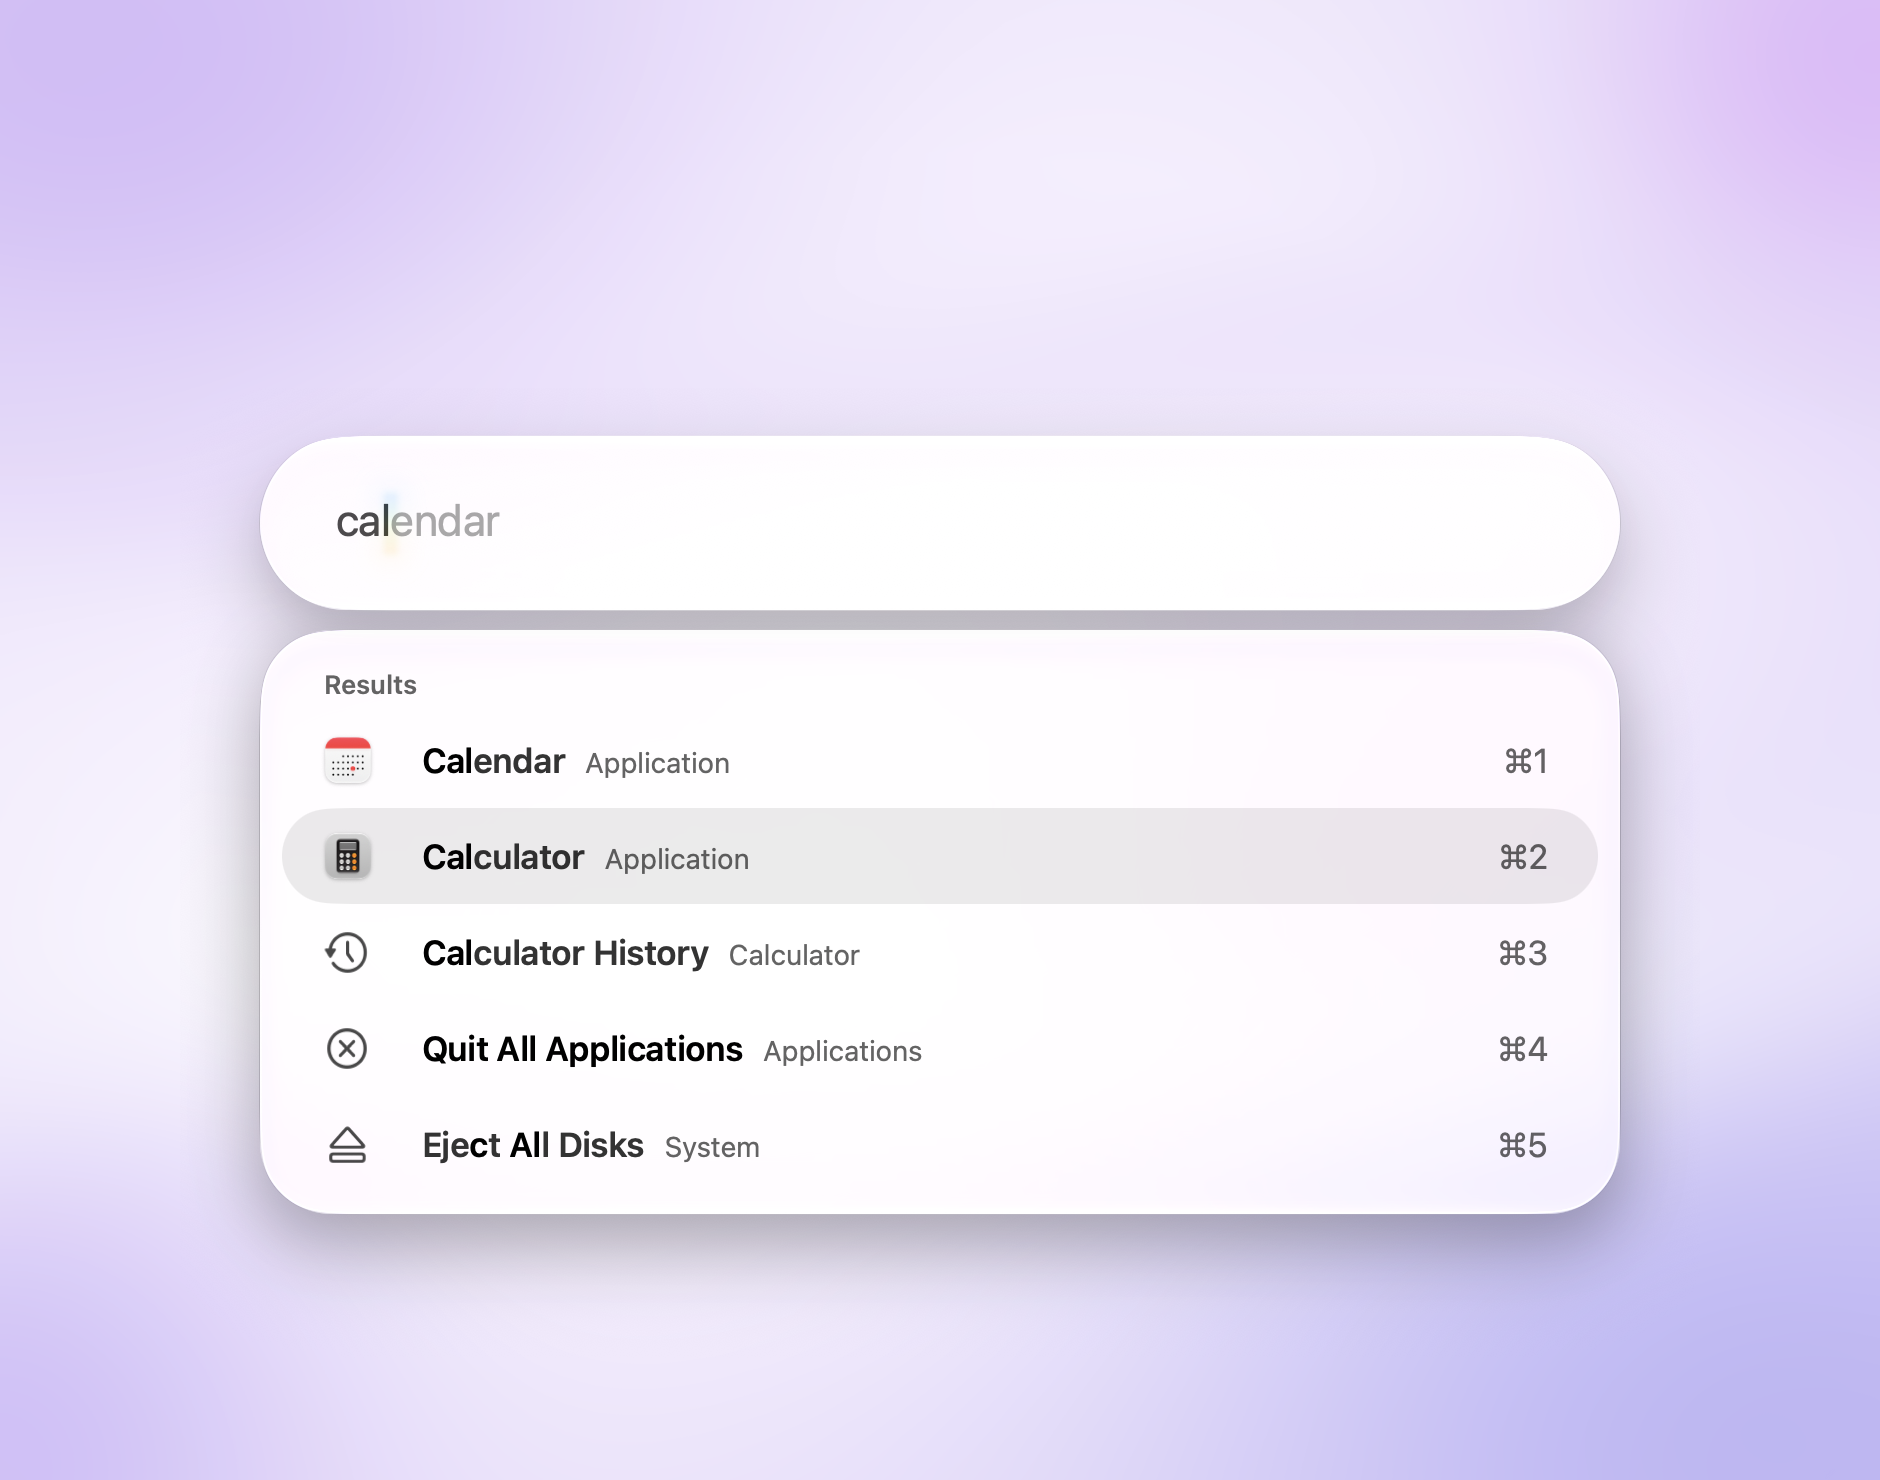 calendar
Results
Calendar Application ⌘1
Calculator Application ⌘2
Calculator History Calculator ⌘3
Quit All Applications Applications ⌘4
Eject All Disks System ⌘5